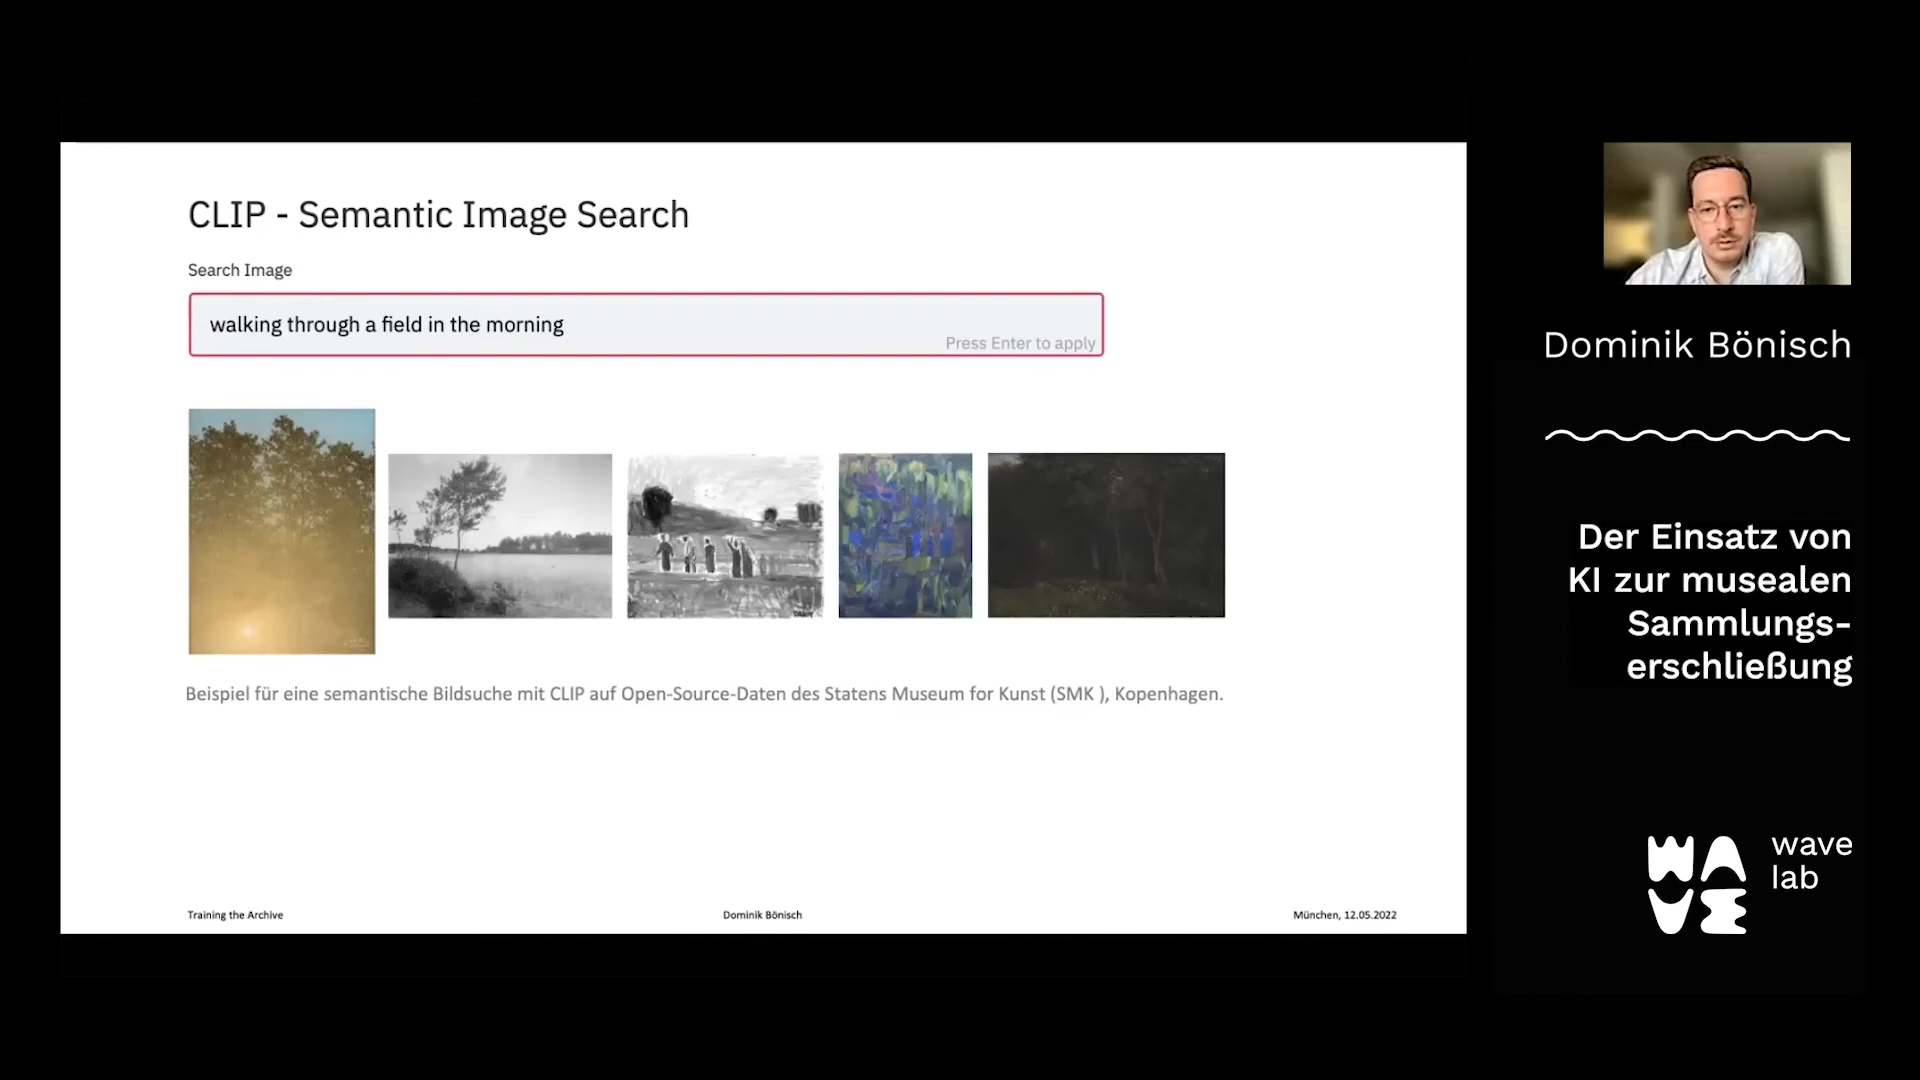 CLIP - Semantic Image Search
Search Image
walking through a field in the morning
Press Enter to apply
Beispiel für eine semantische Bildsuche mit CLIP auf Open-Source-Daten des Statens Museum for Kunst (SMK ), Kopenhagen.
Training the Archive
Dominik Bönisch
München, 12.05.2022
Dominik Bönisch
Der Einsatz von
KI zur musealen
Sammlungs-
erschließung
WAVE
wave
lab